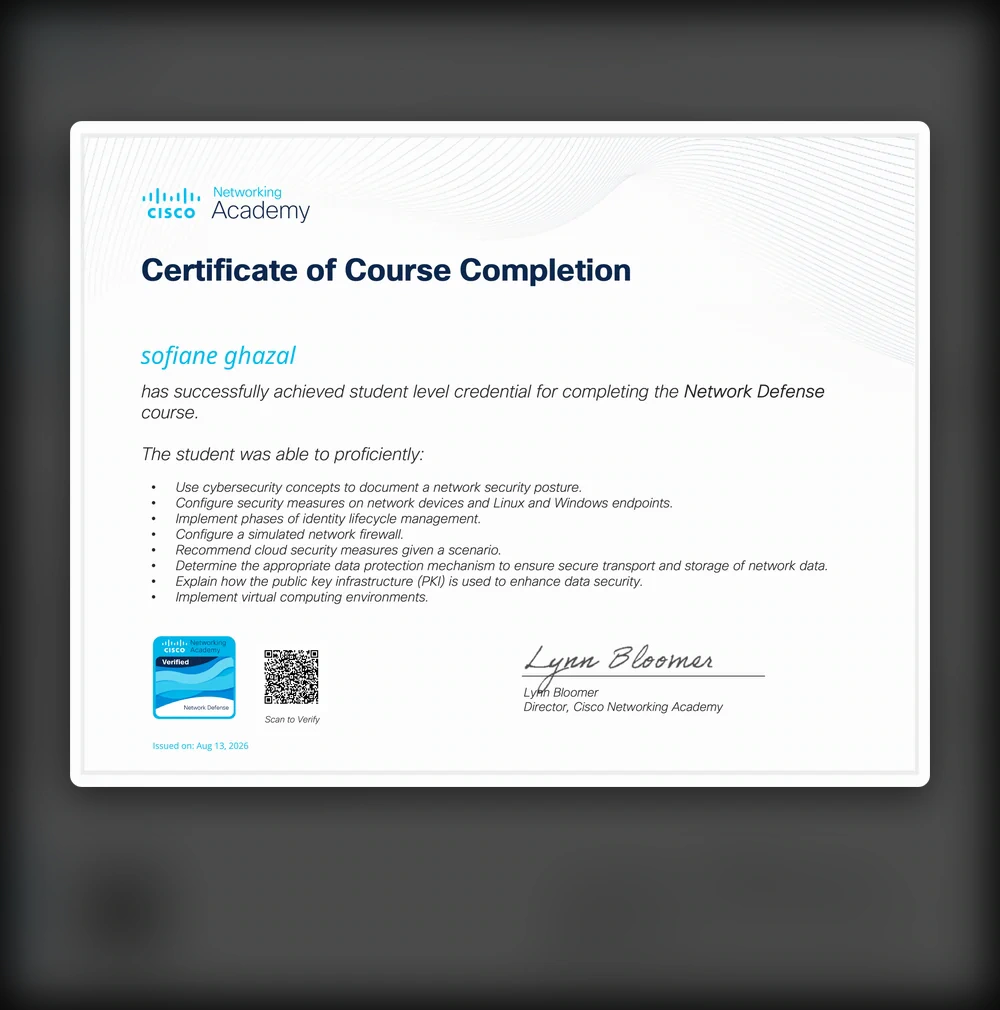 Networking
CISCO Academy
Certificate of Course Completion
sofiane ghazal
has successfully achieved student level credential for completing the Network Defense
course.
The student was able to proficiently:
• Use cybersecurity concepts to document a network security posture.
• Configure security measures on network devices and Linux and Windows endpoints.
• Implement phases of identity lifecycle management.
• Configure a simulated network firewall.
• Recommend cloud security measures given a scenario.
• Determine the appropriate data protection mechanism to ensure secure transport and storage of network data.
• Explain how the public key infrastructure (PKI) is used to enhance data security.
• Implement virtual computing environments.
Networking
CISCO Academy
Verified
Network Defense
Scan to Verify
Issued on: Aug 13, 2026
Lynn Bloomer
Lynn Bloomer
Director, Cisco Networking Academy